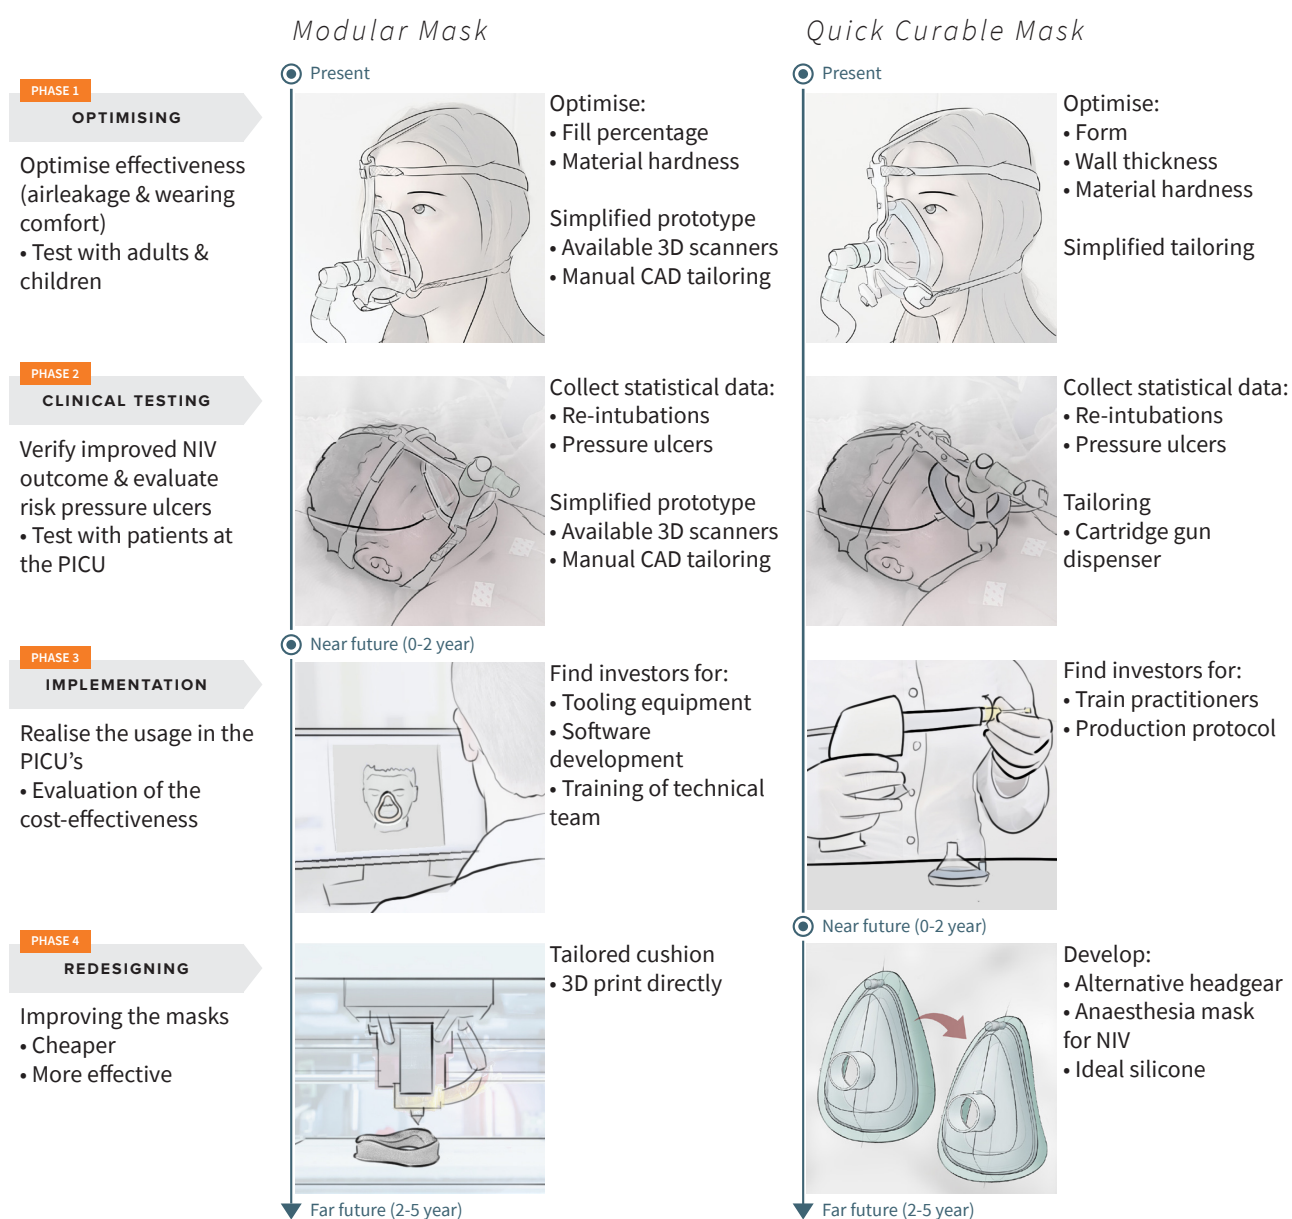 Modular Mask
Quick Curable Mask
Present
Present
PHASE 1
OPTIMISING
Optimise effectiveness
(airleakage & wearing
comfort)
• Test with adults &
children
Optimise:
• Fill percentage
• Material hardness
Simplified prototype
• Available 3D scanners
• Manual CAD tailoring
Optimise:
• Form
• Wall thickness
• Material hardness
Simplified tailoring
PHASE 2
CLINICAL TESTING
Verify improved NIV
outcome & evaluate
risk pressure ulcers
• Test with patients at
the PICU
Collect statistical data:
• Re-intubations
• Pressure ulcers
Simplified prototype
• Available 3D scanners
• Manual CAD tailoring
Collect statistical data:
• Re-intubations
• Pressure ulcers
Tailoring
• Cartridge gun
dispenser
Near future (0-2 year)
PHASE 3
IMPLEMENTATION
Realise the usage in the
PICU's
• Evaluation of the
cost-effectiveness
Find investors for:
• Tooling equipment
• Software
development
• Training of technical
team
Find investors for:
• Train practitioners
• Production protocol
Near future (0-2 year)
PHASE 4
REDESIGNING
Improving the masks
• Cheaper
• More effective
Tailored cushion
• 3D print directly
Develop:
• Alternative headgear
• Anaesthesia mask
for NIV
• Ideal silicone
Far future (2-5 year)
Far future (2-5 year)